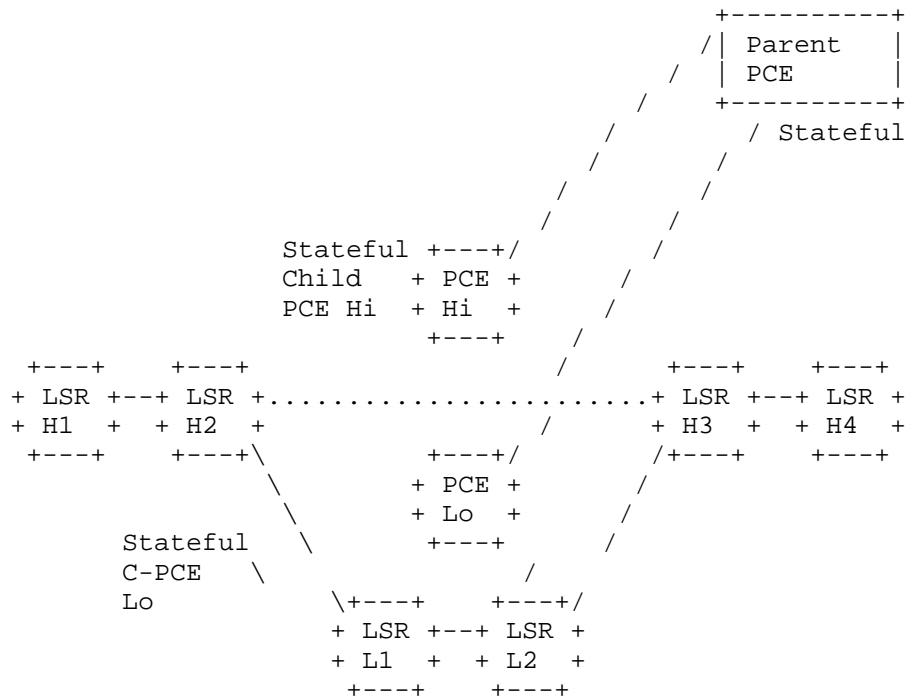 +----------+
/| Parent |
/ | PCE |
/ +----------+
/ / Stateful
/ /
/ /
/ /
Stateful +---+/ /
Child + PCE + /
PCE Hi + Hi + /
+---+ /
+---+ +---+ / +---+ +---+
+ LSR +--+ LSR +.........................+ LSR +--+ LSR +
+ H1 + + H2 + / + H3 + + H4 +
+---+ +---+\ +---+/ /+---+ +---+
\ + PCE + /
\ + Lo + /
Stateful \ +---+ /
C-PCE \ /
Lo \+---+ +---+/
+ LSR +--+ LSR +
+ L1 + + L2 +
+---+ +---+